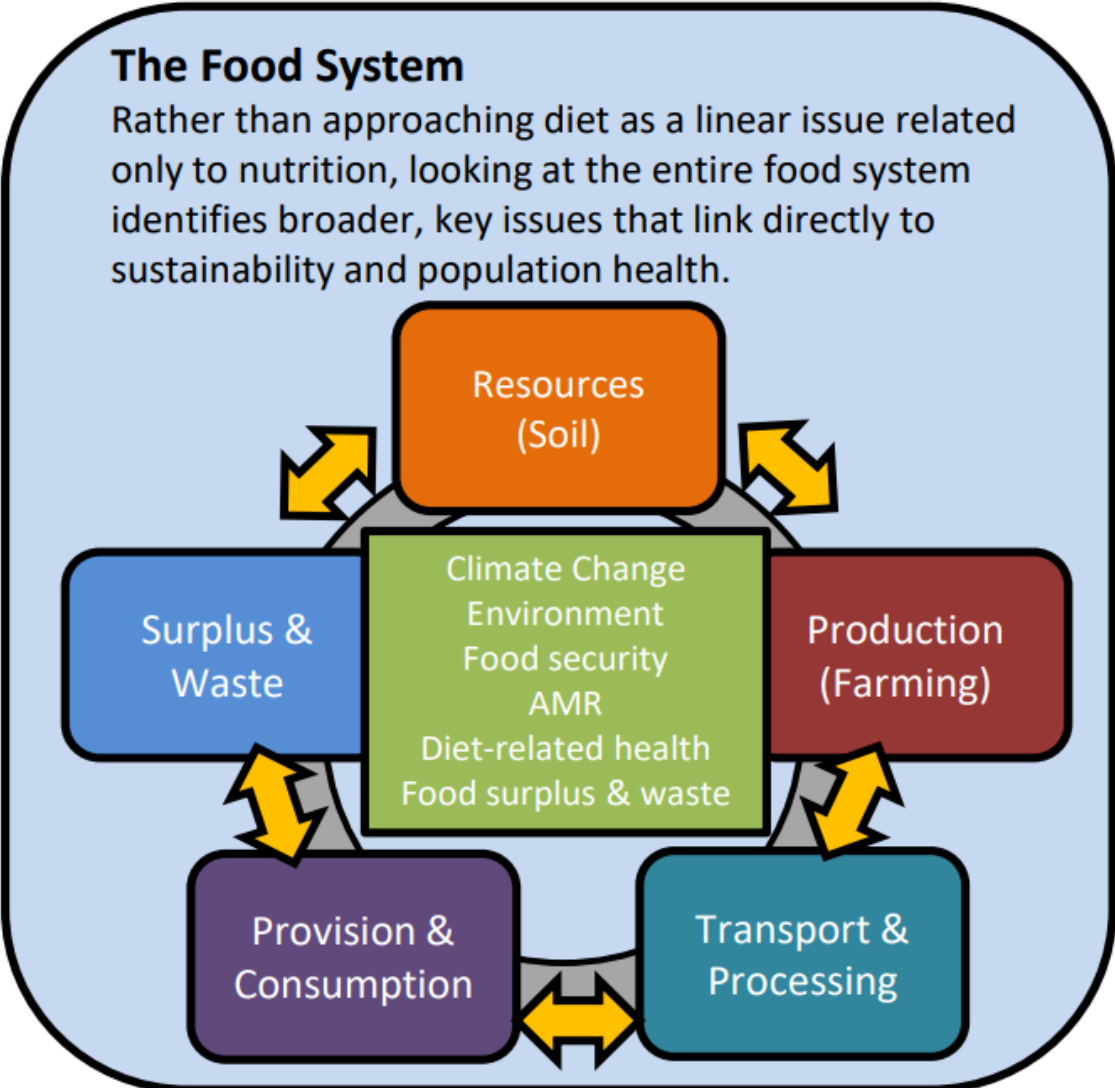 The Food System
Rather than approaching diet as a linear issue related
only to nutrition, looking at the entire food system
identifies broader, key issues that link directly to
sustainability and population health.
Resources
(Soil)
Surplus &
Waste
Climate Change
Environment
Food security
AMR
Diet-related health
Food surplus & waste
Production
(Farming)
Provision &
Consumption
Transport &
Processing